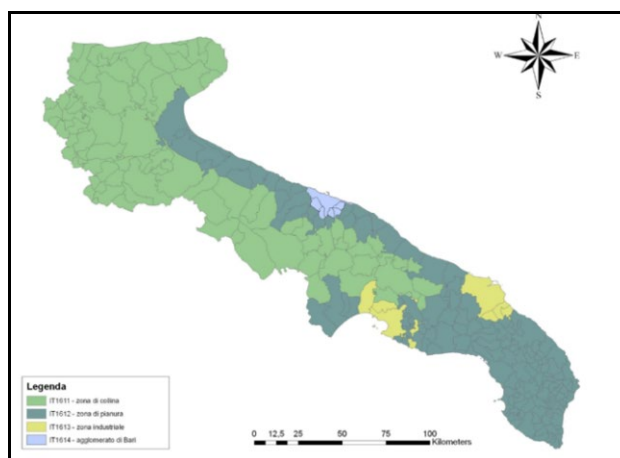 N
W E
S
Legenda
IT1611 - zona di collina
IT1612 - zona di pianura
IT1613 - zona industriale
IT1614 - agglomerato di Bari
0 12,5 25 50 75 100
Kilometers